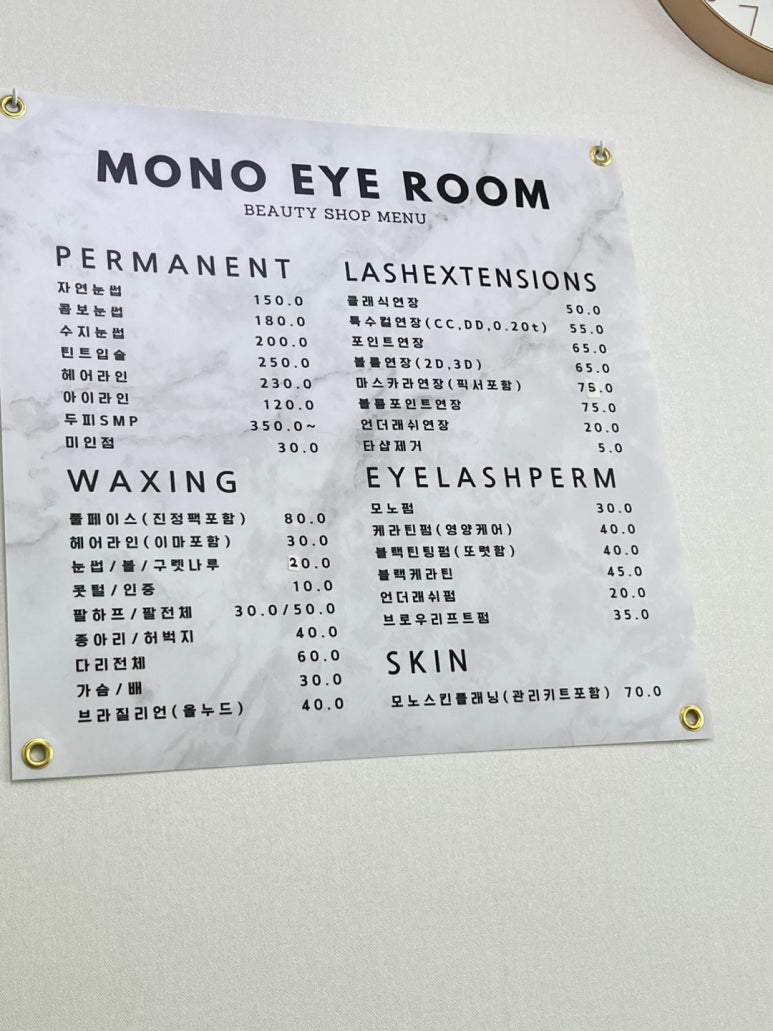 MONO EYE ROOM
BEAUTY SHOP MENU
PERMANENT
자연눈썹 150.0
콤보눈썹 180.0
수지눈썹 200.0
틴트입술 250.0
헤어라인 230.0
아이라인 120.0
두피SMP 350.0~
미인점 30.0
WAXING
풀페이스(진정팩포함) 80.0
헤어라인(이마포함) 30.0
눈썹/볼/구렛나루 20.0
콧털/인중 10.0
팔하프/팔전체 30.0/50.0
종아리/허벅지 40.0
다리전체 60.0
가슴/배 30.0
브라질리언(올누드) 40.0
LASHEXTENSIONS
클래식연장 50.0
특수컬연장(CC,DD,0.20t) 55.0
포인트연장 65.0
볼륨연장(2D,3D) 65.0
마스카라연장(픽서포함) 75.0
볼륨포인트연장 75.0
언더래쉬연장 20.0
타샵제거 5.0
EYELASHPERM
모노펌 30.0
케라틴펌(영양케어) 40.0
블랙틴팅펌(또렷함) 40.0
블랙케라틴 45.0
언더래쉬펌 20.0
브로우리프트펌 35.0
SKIN
모노스킨플래닝(관리키트포함) 70.0
7